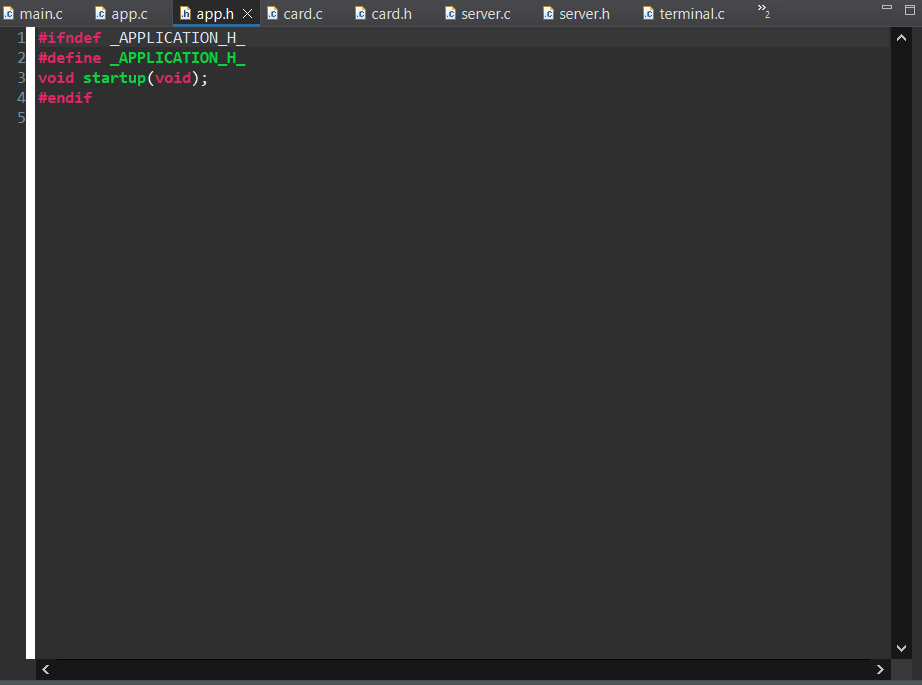 main.c app.c app.h card.c card.h server.c server.h terminal.c »2
1 #ifndef _APPLICATION_H_
2 #define _APPLICATION_H_
3 void startup(void);
4 #endif
5